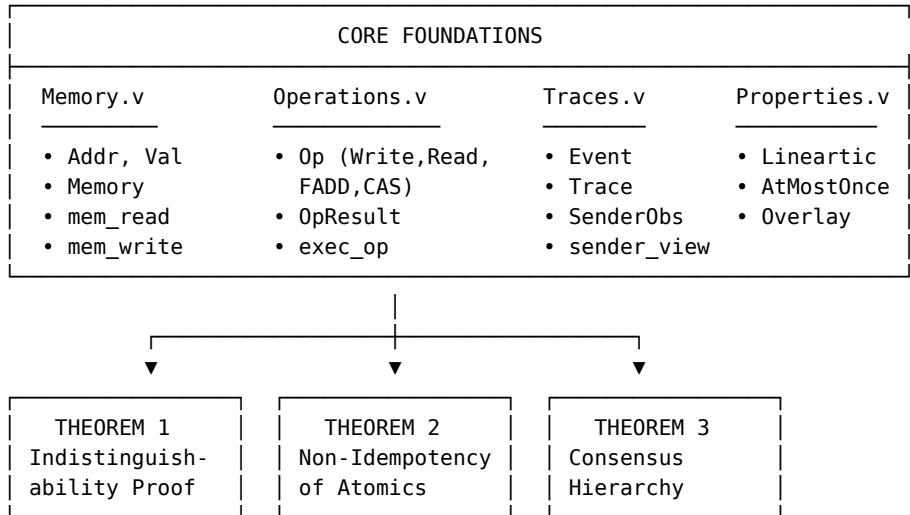 CORE FOUNDATIONS
Memory.v Operations.v Traces.v Properties.v
• Addr, Val • Op (Write,Read, • Event • Lineartic
• Memory FADD,CAS) • Trace • AtMostOnce
• mem_read • OpResult • SenderObs • Overlay
• mem_write • exec_op • sender_view
THEOREM 1 THEOREM 2 THEOREM 3
Indistinguish- Non-Idempotency Consensus
ability Proof of Atomics Hierarchy